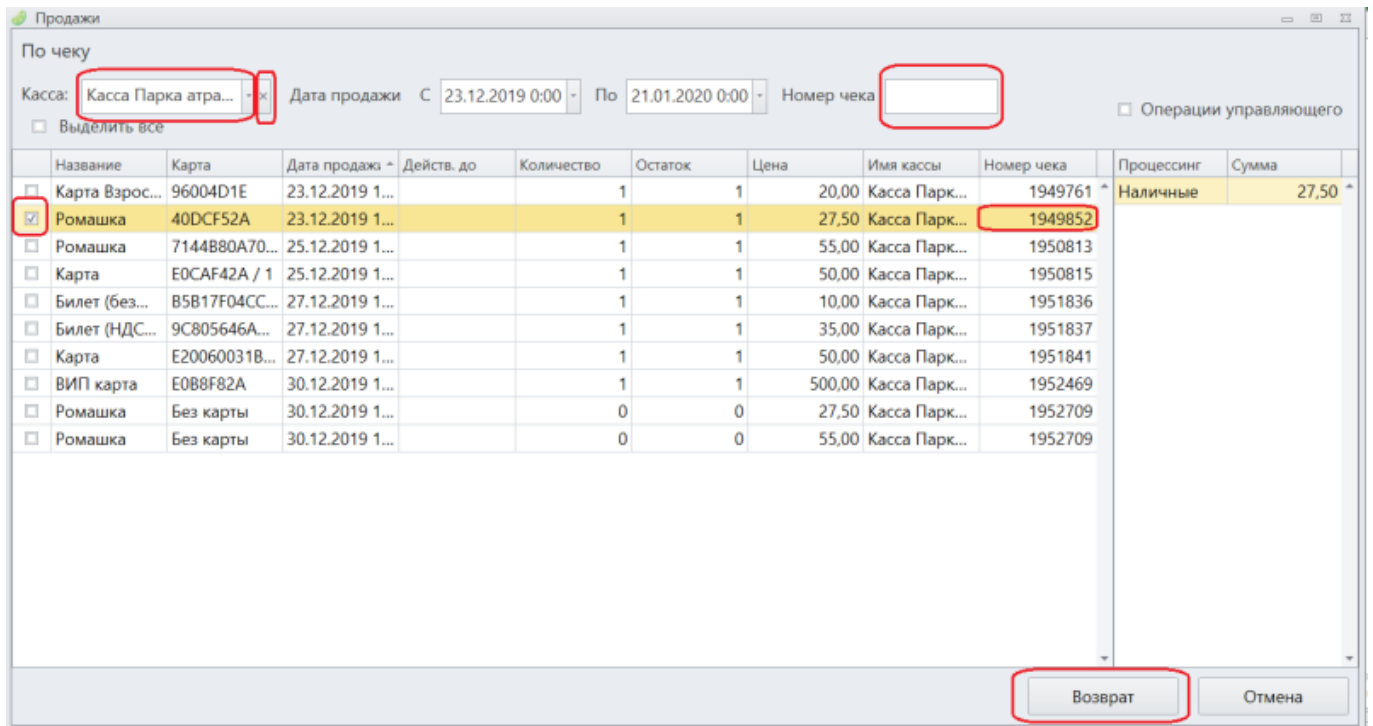 Продажи
По чеку
Касса: Касса Парка атра... Дата продажи С 23.12.2019 0:00 По 21.01.2020 0:00 Номер чека
Операции управляющего
Выделить все
Название Карта Дата продажи Действ. до Количество Остаток Цена Имя кассы Номер чека Процессинг Сумма
Карта Взрос... 96004D1E 23.12.2019 1... 1 1 20,00 Касса Парк... 1949761 Наличные 27,50
Ромашка 40DCF52A 23.12.2019 1... 1 1 27,50 Касса Парк... 1949852
Ромашка 7144B80A70... 25.12.2019 1... 1 1 55,00 Касса Парк... 1950813
Карта E0CAF42A / 1 25.12.2019 1... 1 1 50,00 Касса Парк... 1950815
Билет (без... B5B17F04CC... 27.12.2019 1... 1 1 10,00 Касса Парк... 1951836
Билет (НДС... 9C805646A... 27.12.2019 1... 1 1 35,00 Касса Парк... 1951837
Карта E20060031B... 27.12.2019 1... 1 1 50,00 Касса Парк... 1951841
ВИП карта E0B8F82A 30.12.2019 1... 1 1 500,00 Касса Парк... 1952469
Ромашка Без карты 30.12.2019 1... 0 0 27,50 Касса Парк... 1952709
Ромашка Без карты 30.12.2019 1... 0 0 55,00 Касса Парк... 1952709
Возврат Отмена